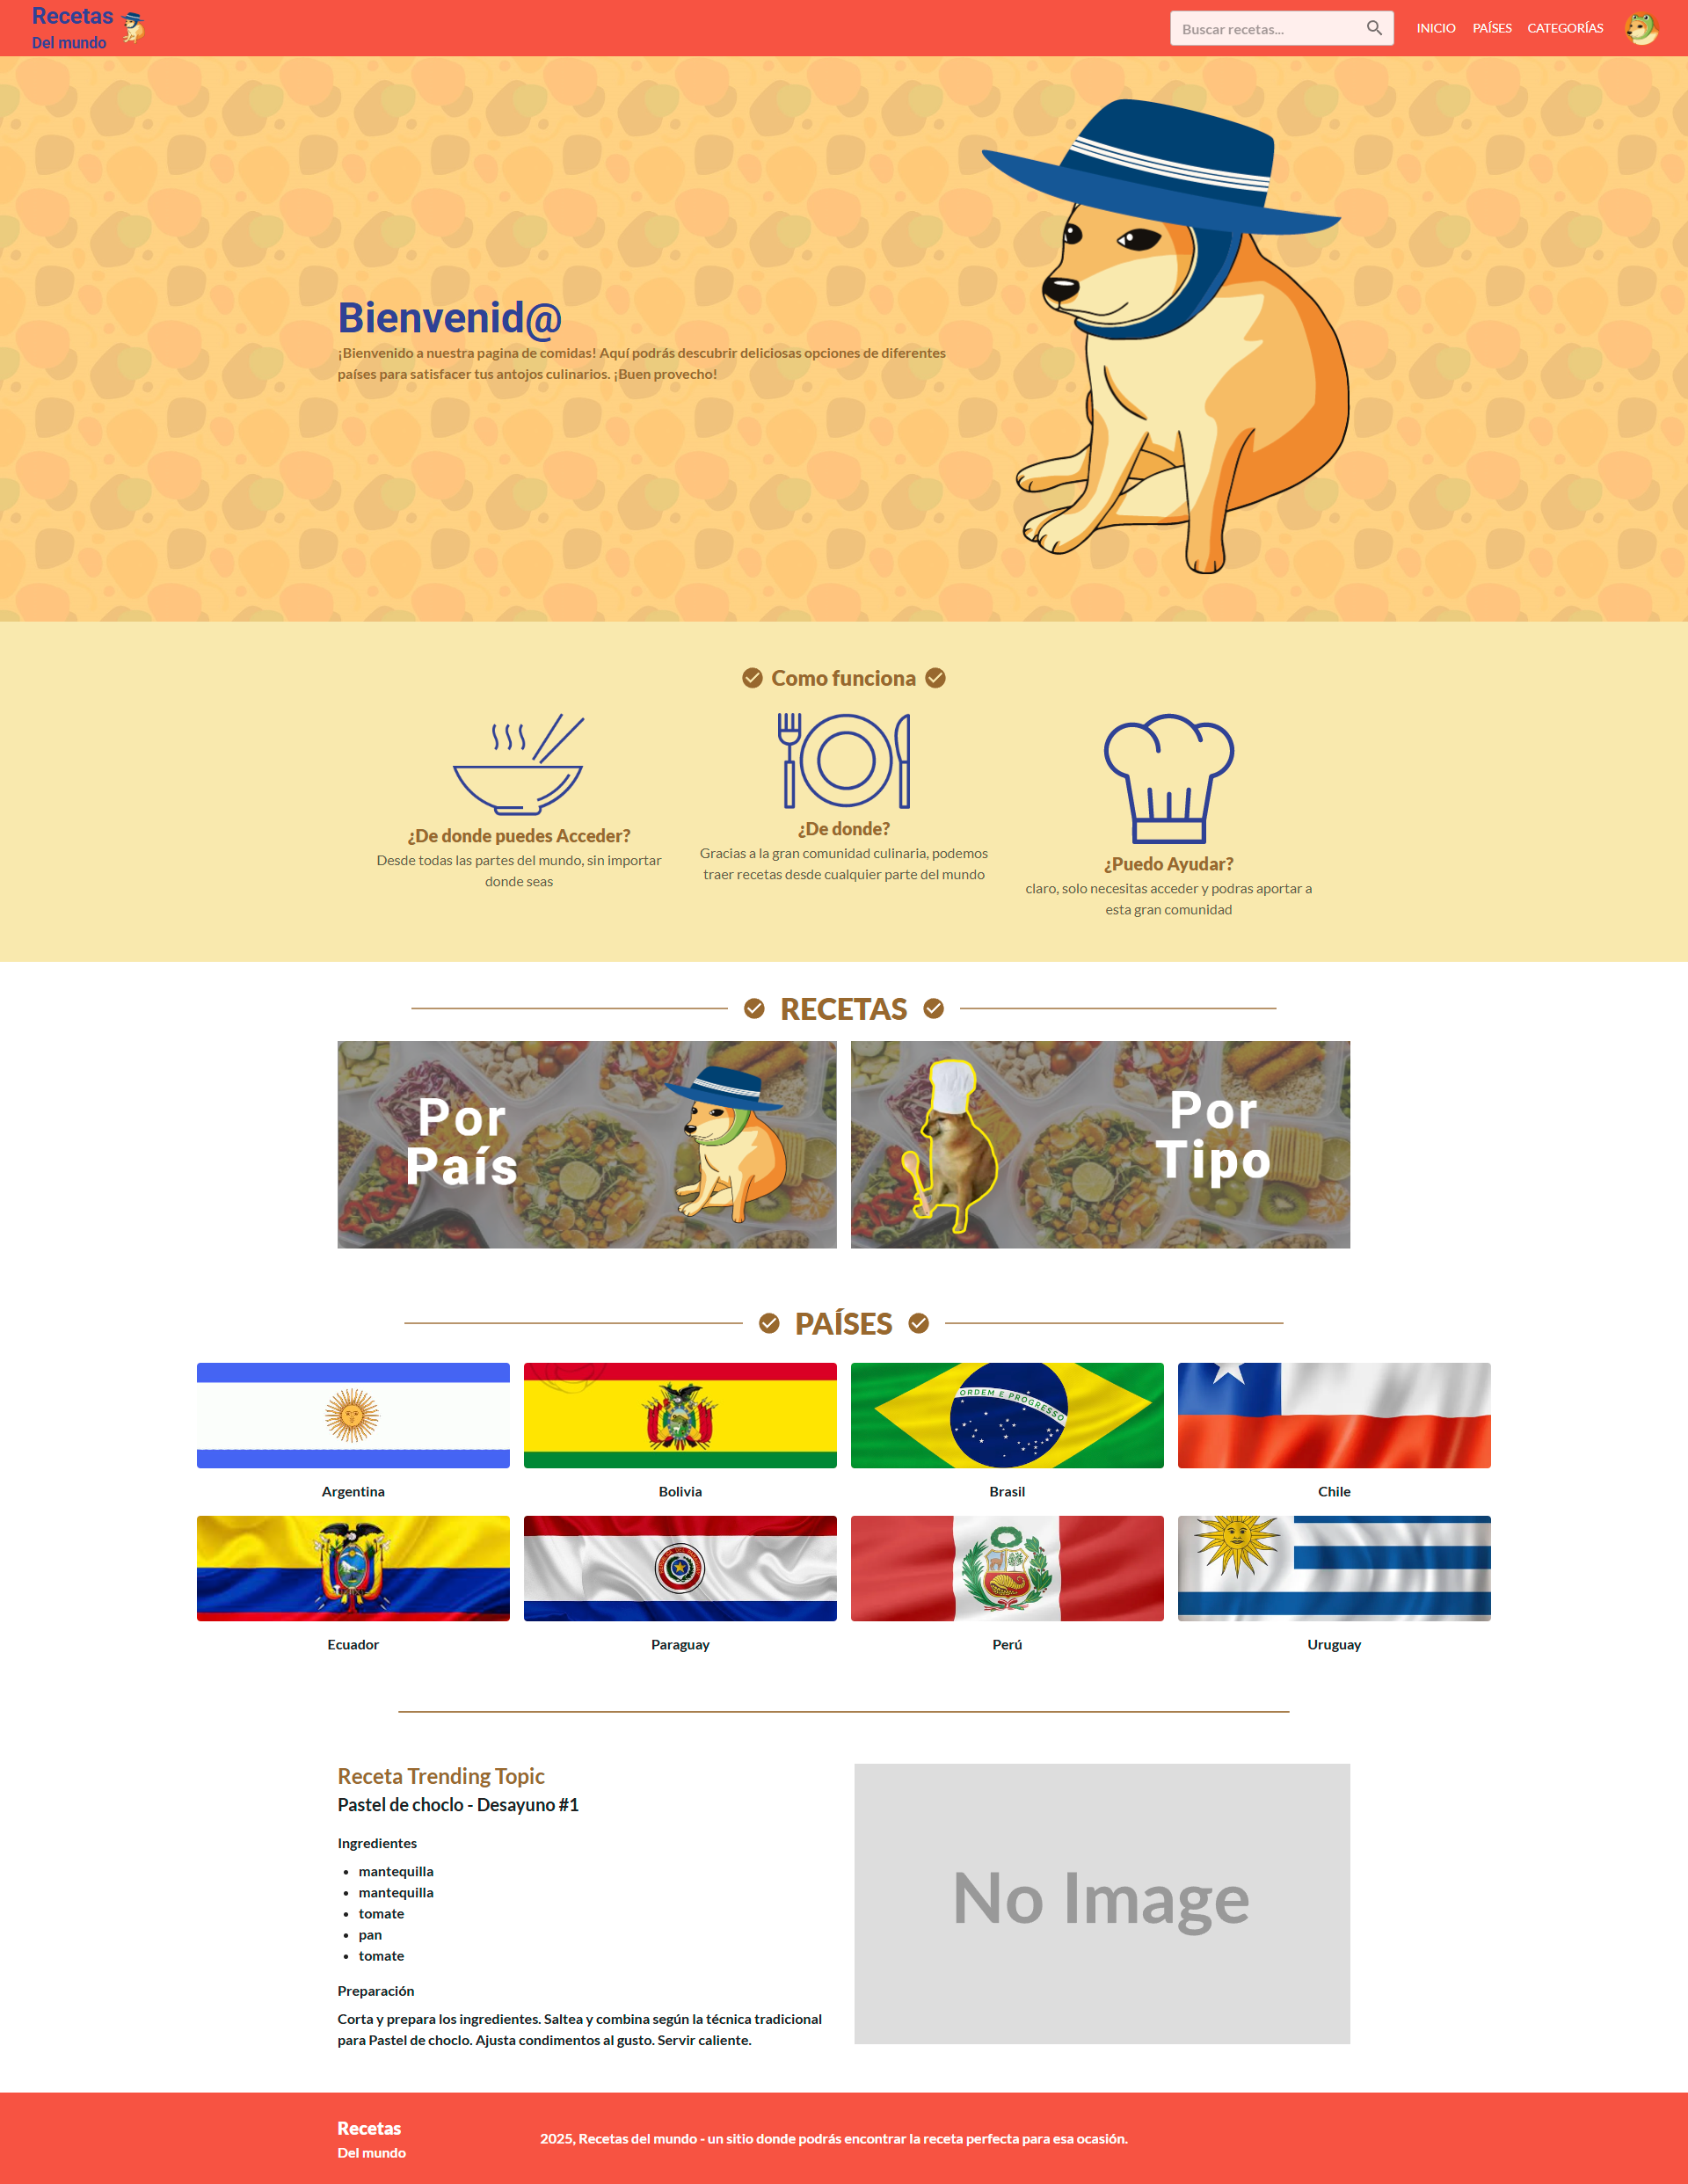 Recetas
Del mundo
Buscar recetas...
INICIO
PAÍSES
CATEGORÍAS
Bienvenid@
¡Bienvenido a nuestra pagina de comidas! Aquí podrás descubrir deliciosas opciones de diferentes
países para satisfacer tus antojos culinarios. ¡Buen provecho!
Como funciona
¿De donde puedes Acceder?
Desde todas las partes del mundo, sin importar
donde seas
¿De donde?
Gracias a la gran comunidad culinaria, podemos
traer recetas desde cualquier parte del mundo
¿Puedo Ayudar?
claro, solo necesitas acceder y podras aportar a
esta gran comunidad
RECETAS
Por
País
Por
Tipo
PAÍSES
ORDEM E PROGRESSO
Argentina
Bolivia
Brasil
Chile
Ecuador
Paraguay
Perú
Uruguay
Receta Trending Topic
Pastel de choclo - Desayuno #1
Ingredientes
• mantequilla
• mantequilla
• tomate
• pan
• tomate
Preparación
Corta y prepara los ingredientes. Saltea y combina según la técnica tradicional
para Pastel de choclo. Ajusta condimentos al gusto. Servir caliente.
No Image
Recetas
Del mundo
2025, Recetas del mundo - un sitio donde podrás encontrar la receta perfecta para esa ocasión.